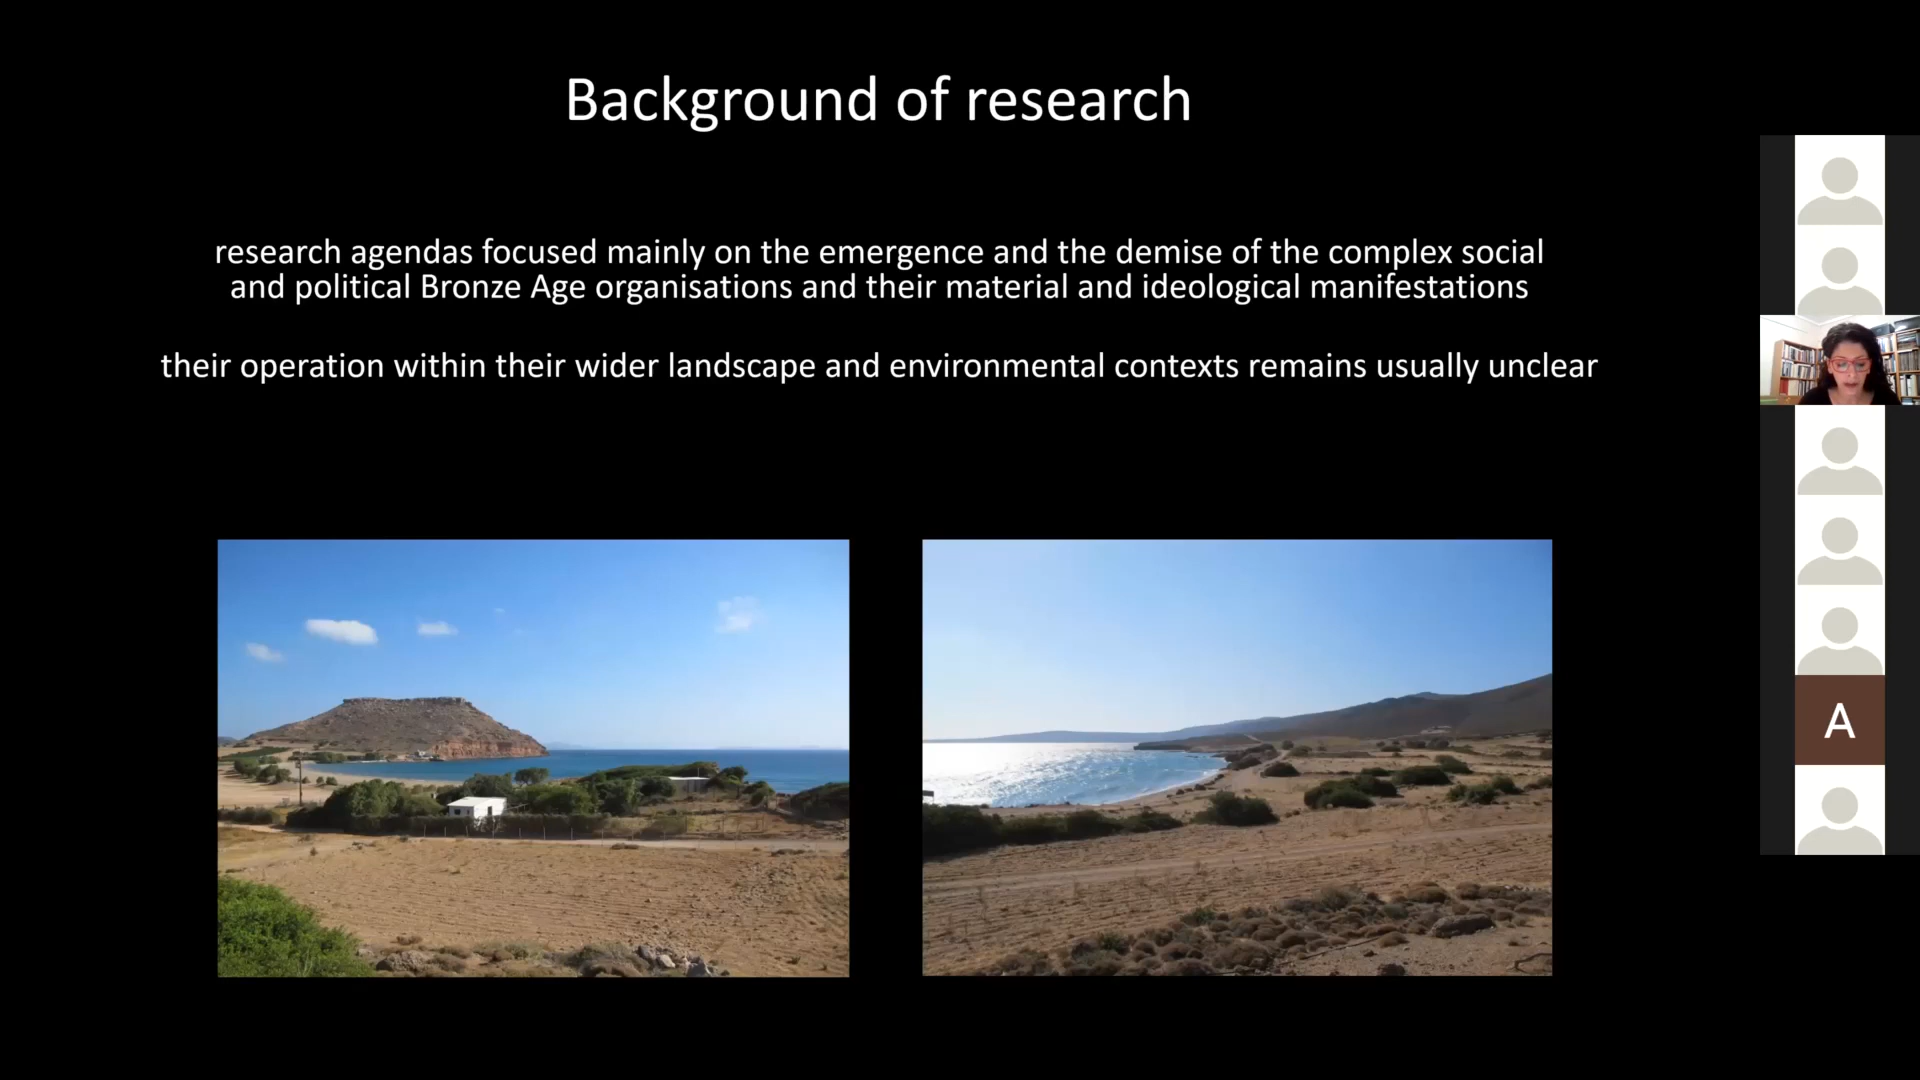 Background of research
research agendas focused mainly on the emergence and the demise of the complex social
and political Bronze Age organisations and their material and ideological manifestations
their operation within their wider landscape and environmental contexts remains usually unclear
A